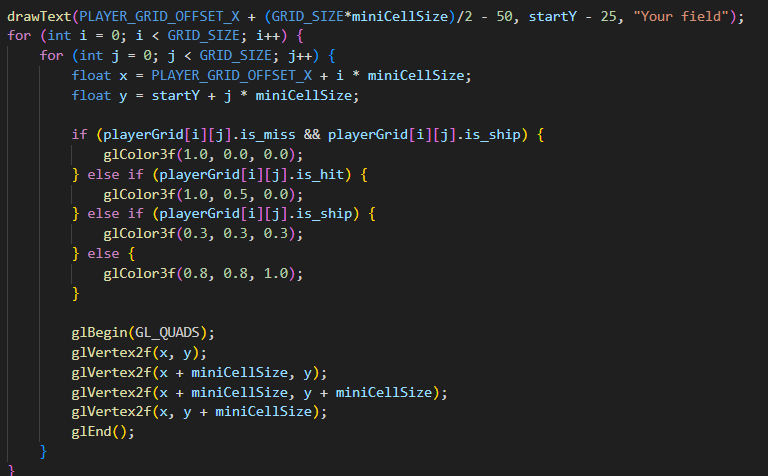 drawText(PLAYER_GRID_OFFSET_X + (GRID_SIZE*miniCellSize)/2 - 50, startY - 25, "Your field");
for (int i = 0; i < GRID_SIZE; i++) {
    for (int j = 0; j < GRID_SIZE; j++) {
        float x = PLAYER_GRID_OFFSET_X + i * miniCellSize;
        float y = startY + j * miniCellSize;

        if (playerGrid[i][j].is_miss && playerGrid[i][j].is_ship) {
            glColor3f(1.0, 0.0, 0.0);
        } else if (playerGrid[i][j].is_hit) {
            glColor3f(1.0, 0.5, 0.0);
        } else if (playerGrid[i][j].is_ship) {
            glColor3f(0.3, 0.3, 0.3);
        } else {
            glColor3f(0.8, 0.8, 1.0);
        }

        glBegin(GL_QUADS);
        glVertex2f(x, y);
        glVertex2f(x + miniCellSize, y);
        glVertex2f(x + miniCellSize, y + miniCellSize);
        glVertex2f(x, y + miniCellSize);
        glEnd();
    }
}